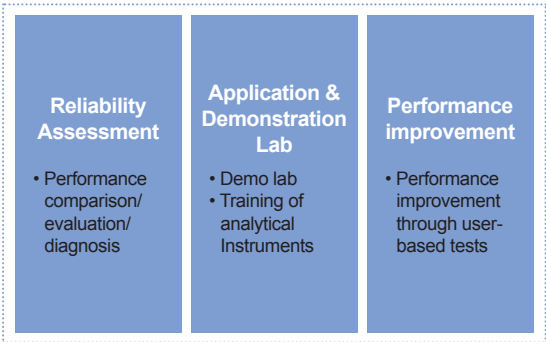 Reliability
Assessment
• Performance
comparison/
evaluation/
diagnosis
Application &
Demonstration
Lab
• Demo lab
• Training of
analytical
Instruments
Performance
improvement
• Performance
improvement
through user-
based tests